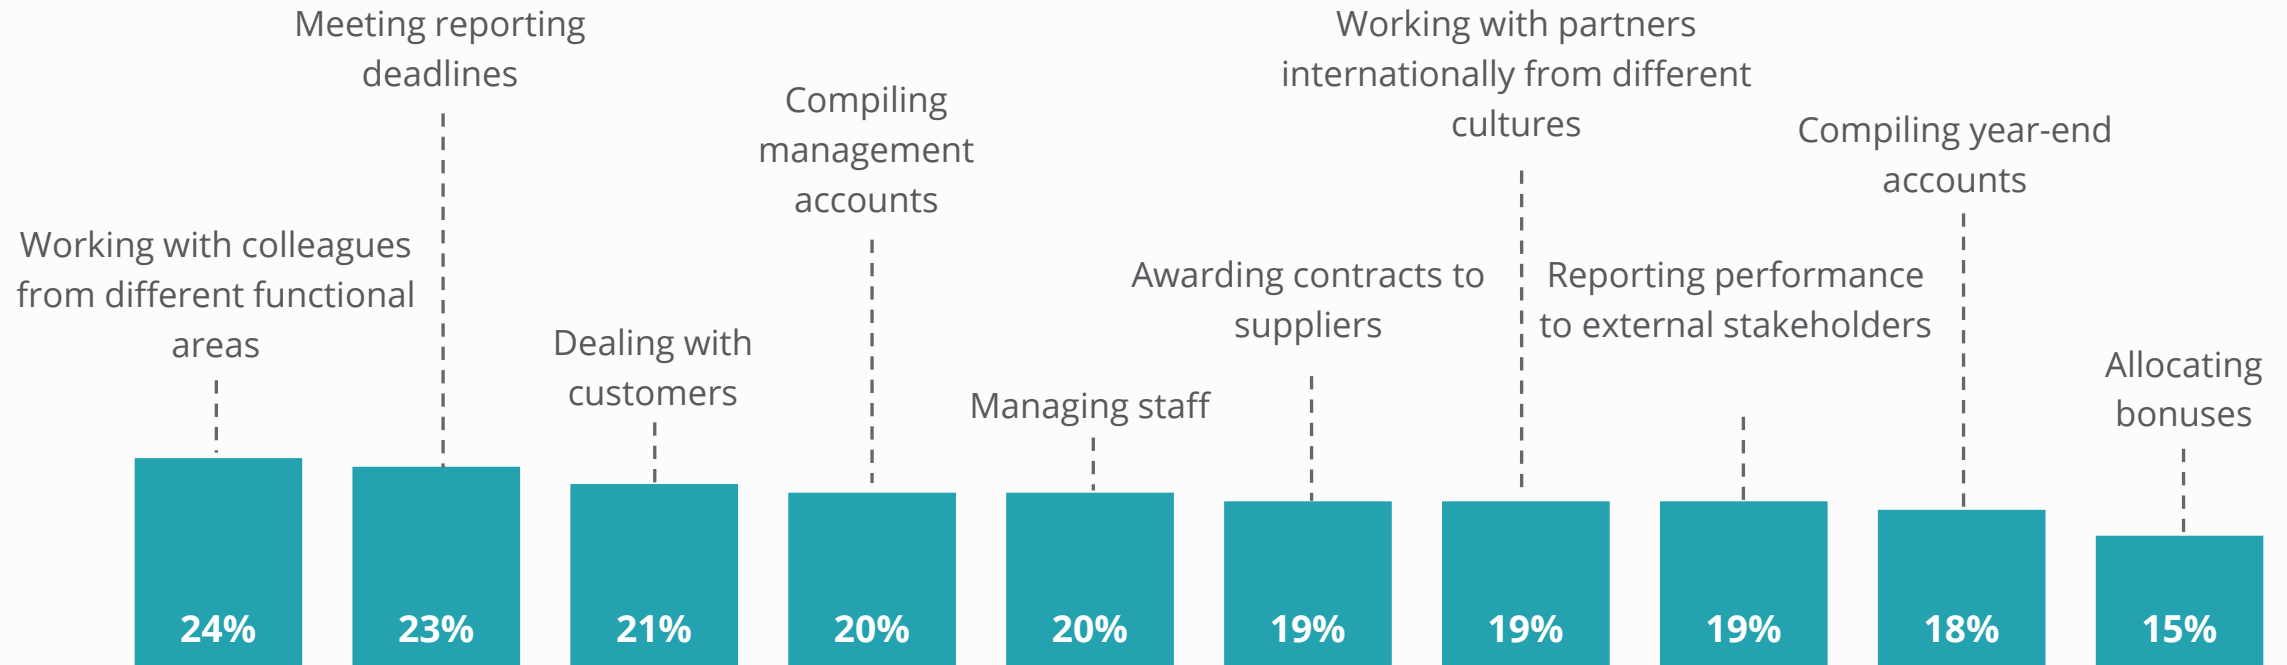 Working with colleagues
from different functional
areas
24%
Meeting reporting
deadlines
23%
Dealing with
customers
21%
Compiling
management
accounts
20%
Managing staff
20%
Awarding contracts to
suppliers
19%
Working with partners
internationally from different
cultures
19%
Reporting performance
to external stakeholders
19%
Compiling year-end
accounts
18%
Allocating
bonuses
15%